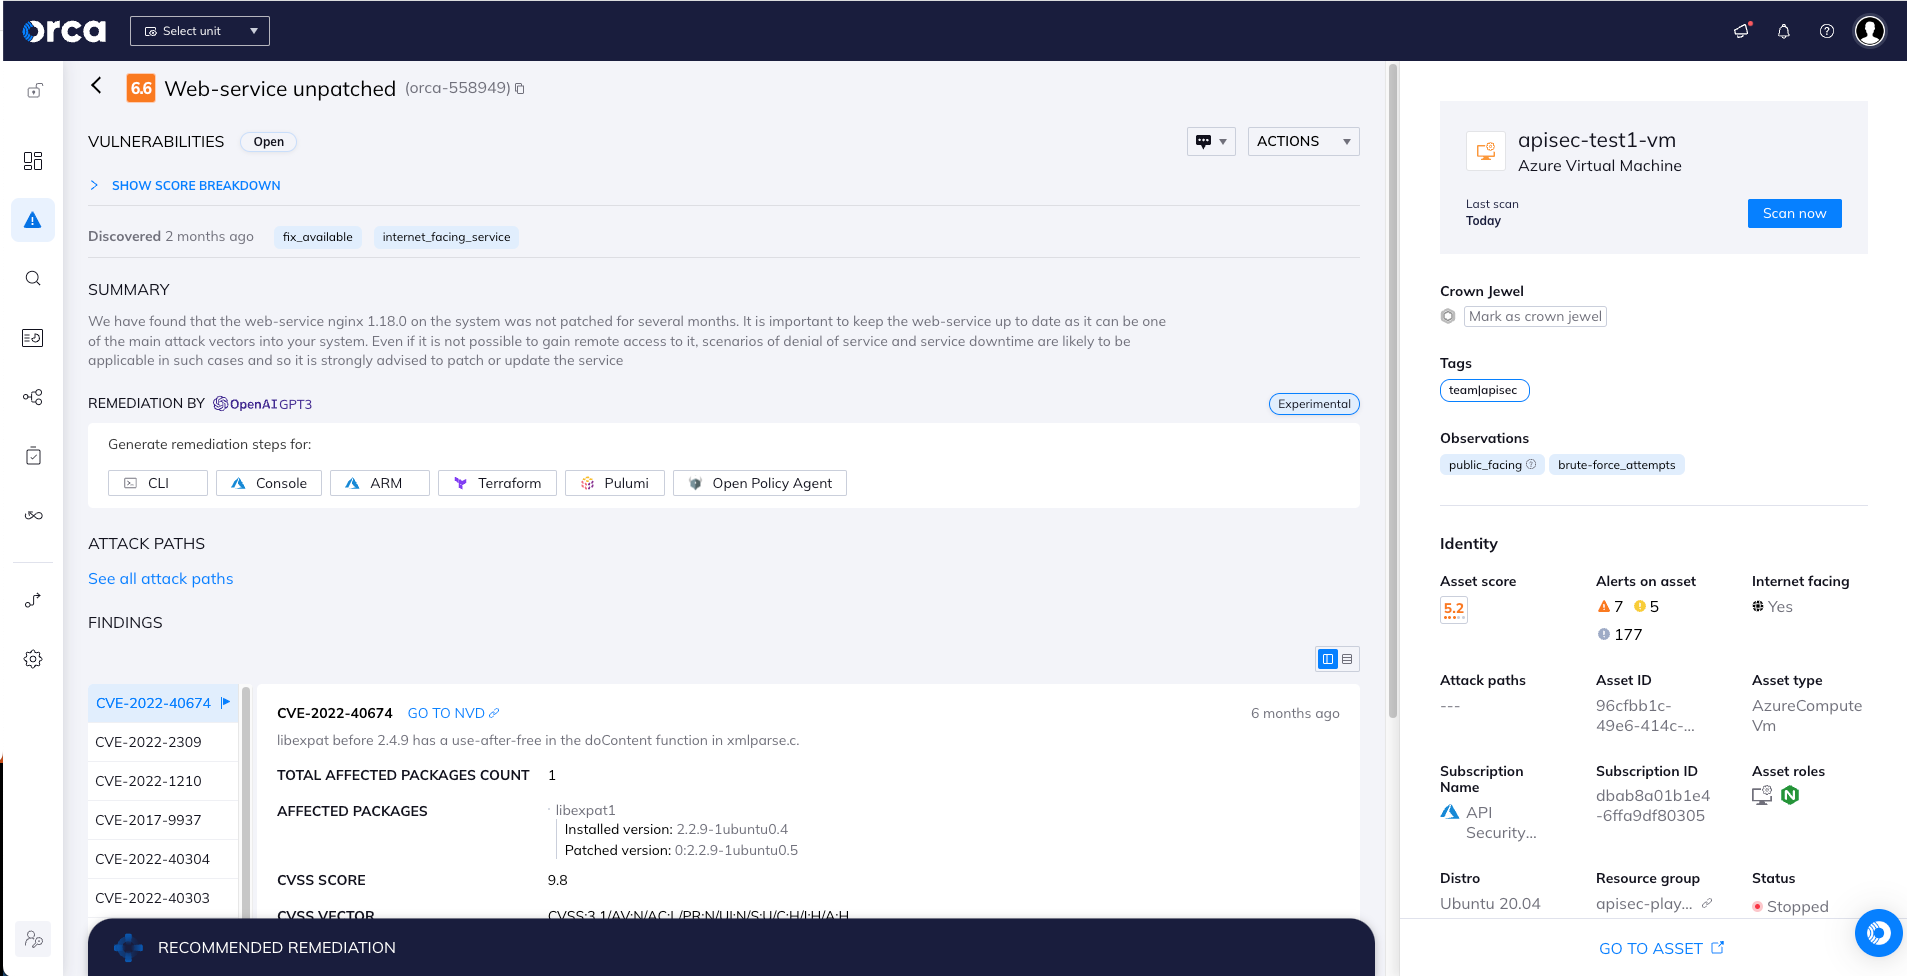 orca
Select unit
6.6 Web-service unpatched (orca-558949)
VULNERABILITIES Open
ACTIONS
SHOW SCORE BREAKDOWN
Discovered 2 months ago fix_available internet_facing_service
SUMMARY
We have found that the web-service nginx 1.18.0 on the system was not patched for several months. It is important to keep the web-service up to date as it can be one
of the main attack vectors into your system. Even if it is not possible to gain remote access to it, scenarios of denial of service and service downtime are likely to be
applicable in such cases and so it is strongly advised to patch or update the service
REMEDIATION BY OpenAI GPT3
Experimental
Generate remediation steps for:
CLI Console ARM Terraform Pulumi Open Policy Agent
ATTACK PATHS
See all attack paths
FINDINGS
CVE-2022-40674
CVE-2022-2309
CVE-2022-1210
CVE-2017-9937
CVE-2022-40304
CVE-2022-40303
CVE-2022-40674 GO TO NVD 6 months ago
libexpat before 2.4.9 has a use-after-free in the doContent function in xmlparse.c.
TOTAL AFFECTED PACKAGES COUNT 1
AFFECTED PACKAGES libexpat1
Installed version: 2.2.9-1ubuntu0.4
Patched version: 0:2.2.9-1ubuntu0.5
CVSS SCORE 9.8
CVSS VECTOR CVSS:3.1/AV:N/AC:L/PR:N/UI:N/S:U/C:H/I:H/A:H
RECOMMENDED REMEDIATION
apisec-test1-vm
Azure Virtual Machine
Last scan
Today
Scan now
Crown Jewel
Mark as crown jewel
Tags
team|apisec
Observations
public_facing brute-force_attempts
Identity
Asset score Alerts on asset Internet facing
5.2 7 5 Yes
177
Attack paths Asset ID Asset type
--- 96cfbb1c- AzureCompute
49e6-414c-... Vm
Subscription Subscription ID Asset roles
Name
dbab8a01b1e4
API
-6ffa9df80305
Security...
Distro Resource group Status
Ubuntu 20.04 apisec-play... Stopped
GO TO ASSET